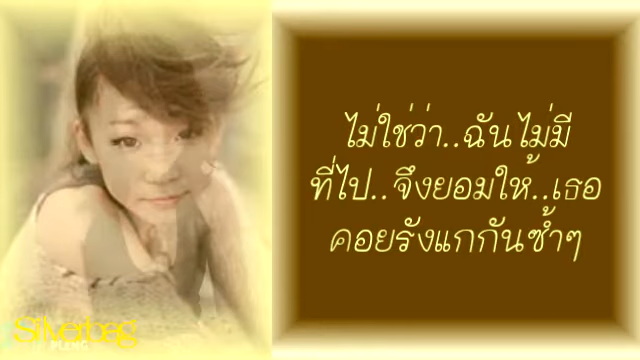 ไม่ใช่ว่า..ฉันไม่มี
ที่ไป..จึงยอมให้..เธอ
คอยรังแกกันซ้ำๆ
Silverbag
PLENG